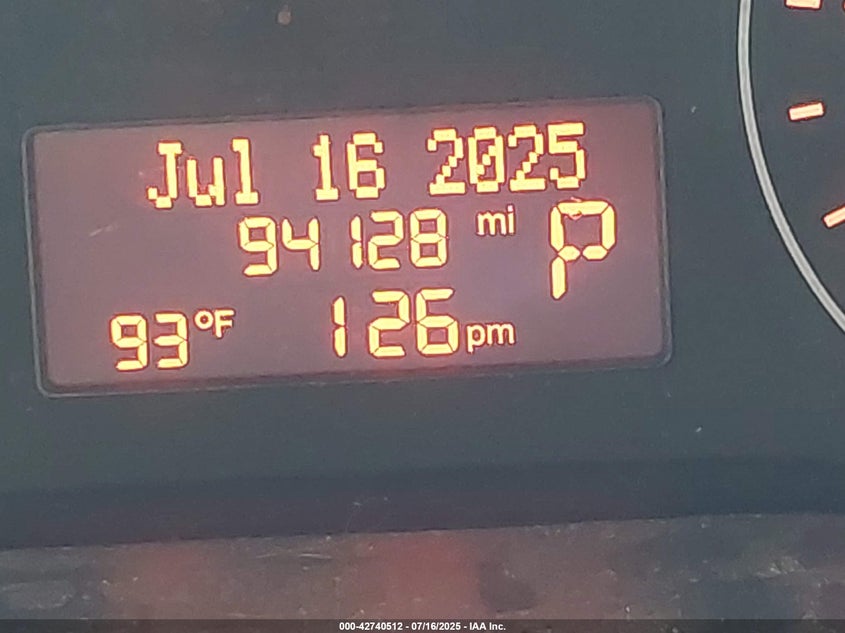 Jul 16 2025
94128 mi P
93°F 126 pm
000-42740512 - 07/16/2025 - IAA Inc.